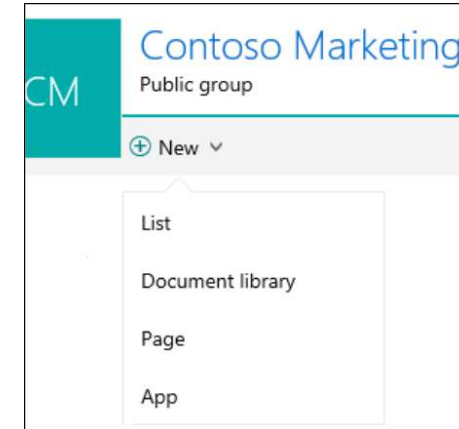 CM
Contoso Marketing
Public group
New
List
Document library
Page
App